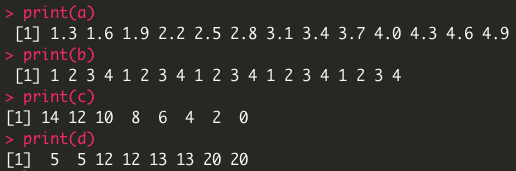 > print(a)
 [1] 1.3 1.6 1.9 2.2 2.5 2.8 3.1 3.4 3.7 4.0 4.3 4.6 4.9
> print(b)
 [1] 1 2 3 4 1 2 3 4 1 2 3 4 1 2 3 4 1 2 3 4
> print(c)
[1] 14 12 10  8  6  4  2  0
> print(d)
[1]  5  5 12 12 13 13 20 20